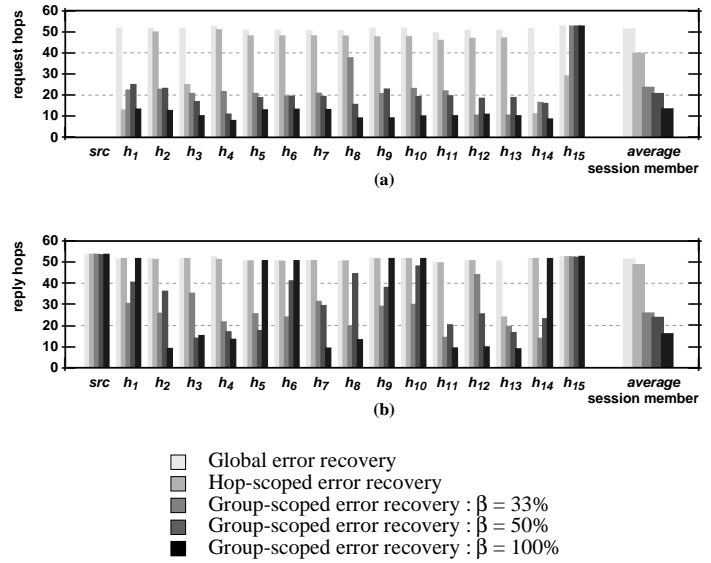 request hops
60
50
40
30
20
10
0
src h1 h2 h3 h4 h5 h6 h7 h8 h9 h10 h11 h12 h13 h14 h15 average
session member
(a)
reply hops
60
50
40
30
20
10
0
src h1 h2 h3 h4 h5 h6 h7 h8 h9 h10 h11 h12 h13 h14 h15 average
session member
(b)
Global error recovery
Hop-scoped error recovery
Group-scoped error recovery : β = 33%
Group-scoped error recovery : β = 50%
Group-scoped error recovery : β = 100%